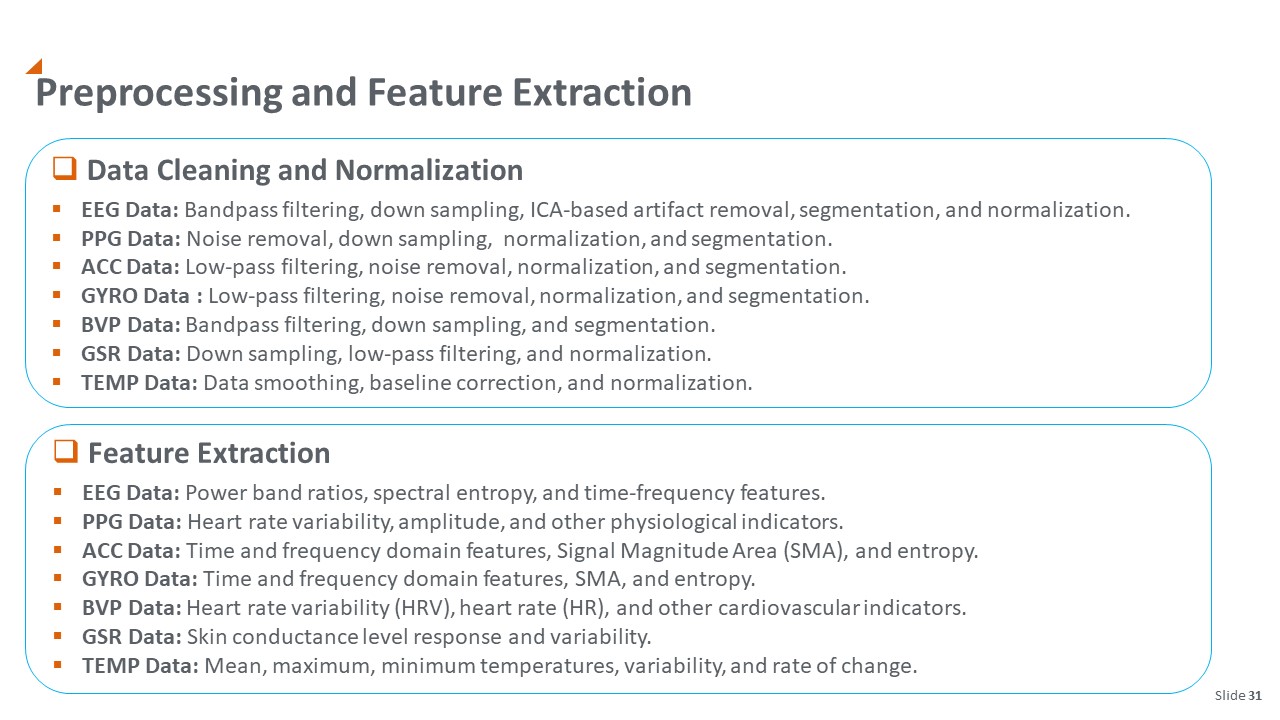 Preprocessing and Feature Extraction
Data Cleaning and Normalization
EEG Data: Bandpass filtering, down sampling, ICA-based artifact removal, segmentation, and normalization.
PPG Data: Noise removal, down sampling,  normalization, and segmentation.
ACC Data: Low-pass filtering, noise removal, normalization, and segmentation.
GYRO Data : Low-pass filtering, noise removal, normalization, and segmentation.
BVP Data: Bandpass filtering, down sampling, and segmentation.
GSR Data: Down sampling, low-pass filtering, and normalization.
TEMP Data: Data smoothing, baseline correction, and normalization.
Feature Extraction
EEG Data: Power band ratios, spectral entropy, and time-frequency features.
PPG Data: Heart rate variability, amplitude, and other physiological indicators.
ACC Data: Time and frequency domain features, Signal Magnitude Area (SMA), and entropy.
GYRO Data: Time and frequency domain features, SMA, and entropy.
BVP Data: Heart rate variability (HRV), heart rate (HR), and other cardiovascular indicators.
GSR Data: Skin conductance level response and variability.
TEMP Data: Mean, maximum, minimum temperatures, variability, and rate of change.
Slide 31